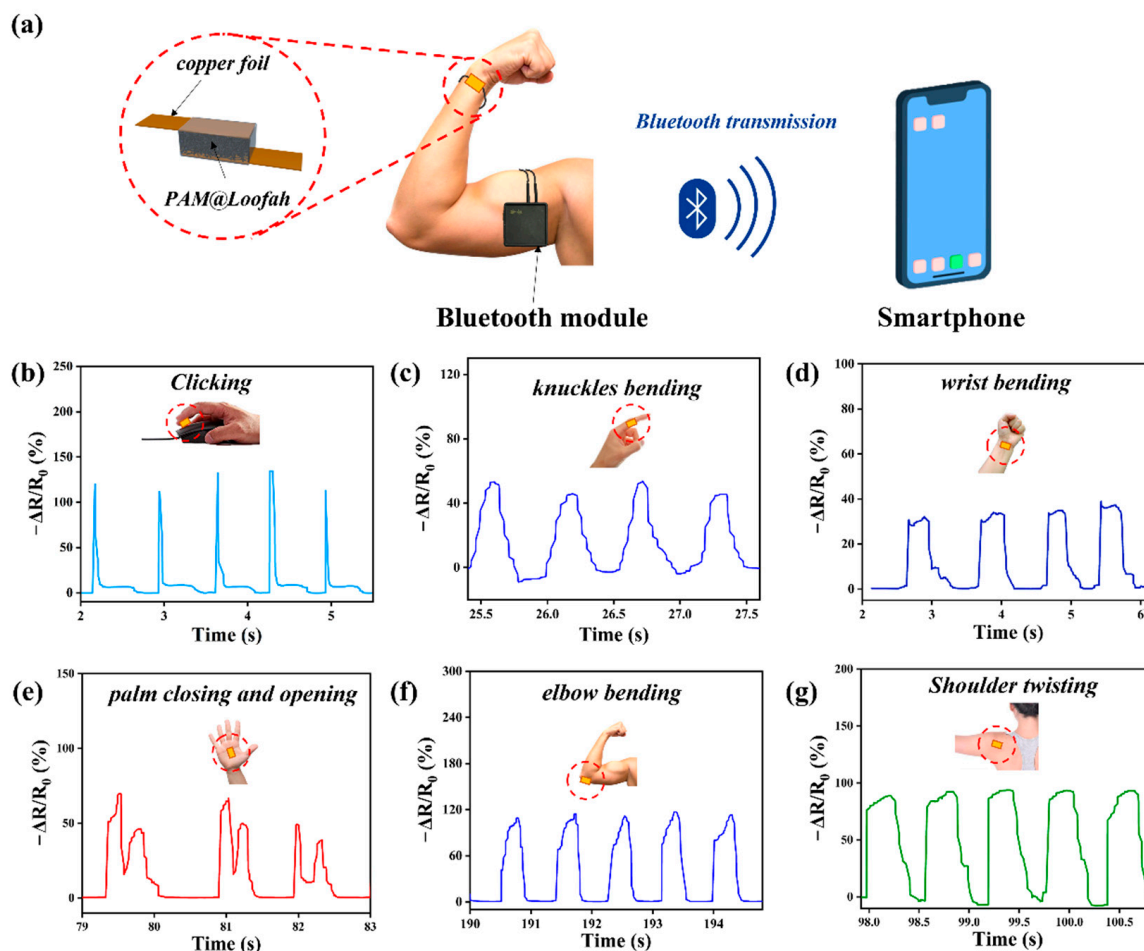 (a)
copper foil
PAM@Loofah
Bluetooth transmission
Bluetooth module
Smartphone
(b)
Clicking
250
200
150
100
50
0
−ΔR/R0 (%)
2
3
4
5
Time (s)
(c)
knuckles bending
120
80
40
0
−ΔR/R0 (%)
25.5
26.0
26.5
27.0
27.5
Time (s)
(d)
wrist bending
100
80
60
40
20
0
−ΔR/R0 (%)
2
3
4
5
6
Time (s)
(e)
palm closing and opening
150
100
50
0
−ΔR/R0 (%)
79
80
81
82
83
Time (s)
(f)
elbow bending
300
240
180
120
60
0
−ΔR/R0 (%)
190
191
192
193
194
Time (s)
(g)
Shoulder twisting
200
150
100
50
0
−ΔR/R0 (%)
98.0
98.5
99.0
99.5
100.0
100.5
Time (s)